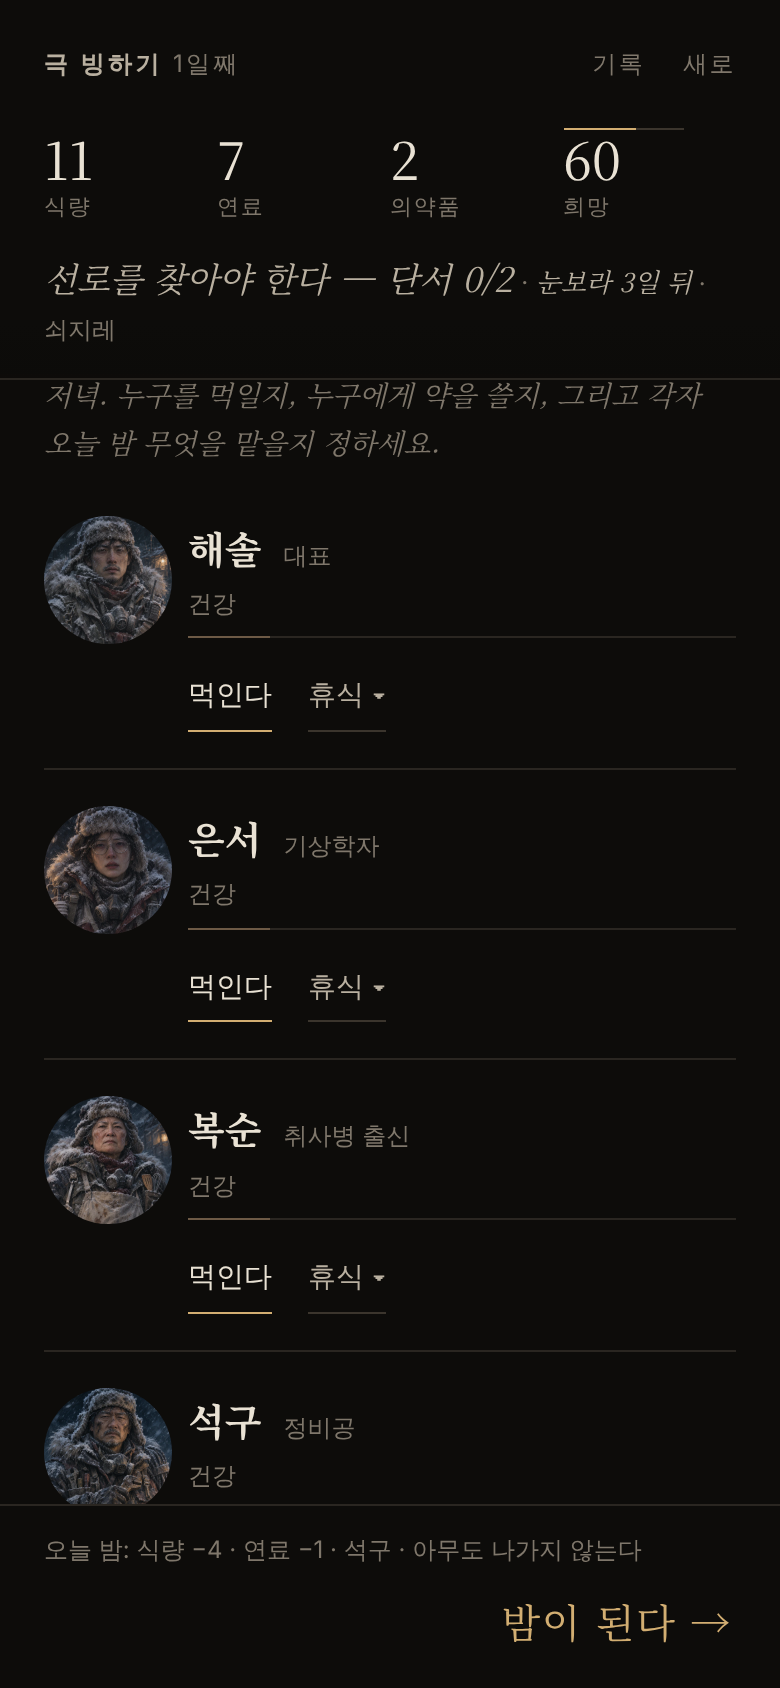 극 빙하기 1일째 기록 새로
11 7 2 60
식량 연료 의약품 희망
선로를 찾아야 한다 — 단서 0/2 · 눈보라 3일 뒤 ·
쇠지레
저녁. 누구를 먹일지, 누구에게 약을 쓸지, 그리고 각자
오늘 밤 무엇을 맡을지 정하세요.
해솔 대표
건강
먹인다 휴식
은서 기상학자
건강
먹인다 휴식
복순 취사병 출신
건강
먹인다 휴식
석구 정비공
건강
오늘 밤: 식량 −4 · 연료 −1 · 석구 · 아무도 나가지 않는다
밤이 된다 →